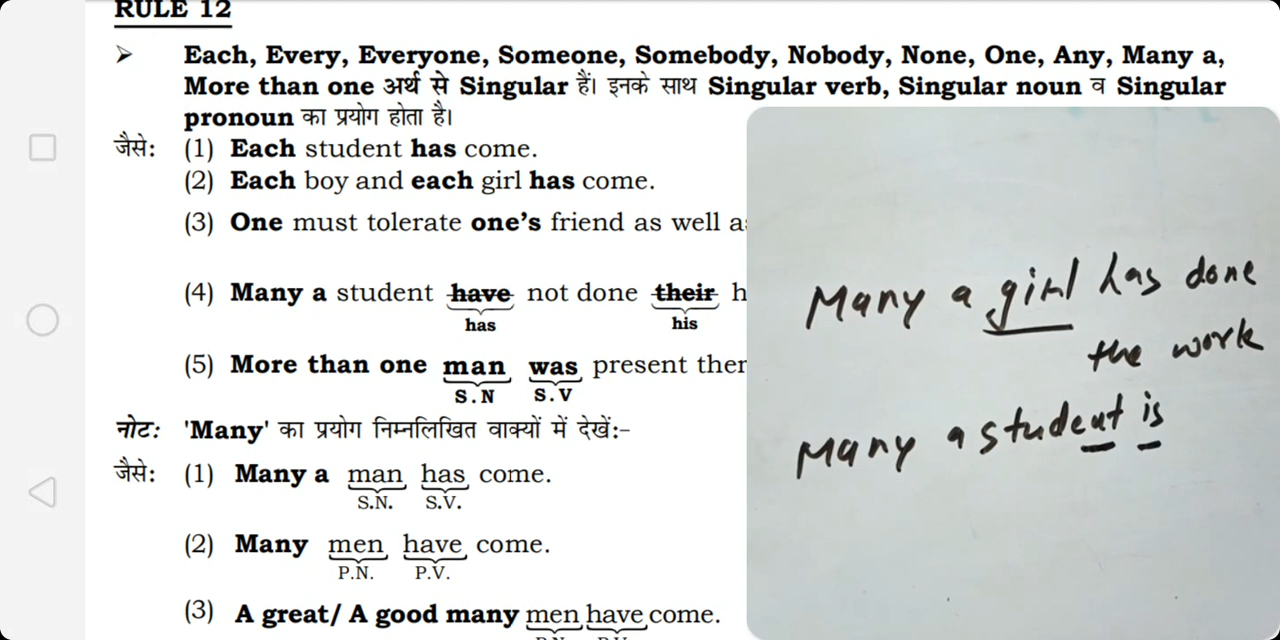 RULE 12
➢ Each, Every, Everyone, Someone, Somebody, Nobody, None, One, Any, Many a,
More than one अर्थ से Singular हैं। इनके साथ Singular verb, Singular noun व Singular
pronoun का प्रयोग होता है।
जैसे: (1) Each student has come.
(2) Each boy and each girl has come.
(3) One must tolerate one's friend as well a
(4) Many a student have not done their h
has his
(5) More than one man was present ther
S.N S.V
नोट: 'Many' का प्रयोग निम्नलिखित वाक्यों में देखें:-
जैसे: (1) Many a man has come.
S.N. S.V.
(2) Many men have come.
P.N. P.V.
(3) A great/ A good many men have come.
Many a girl has done
the work
Many a student is